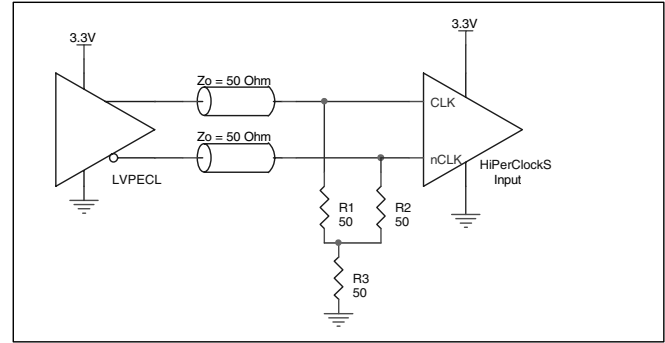 3.3V
3.3V
Zo = 50 Ohm
CLK
Zo = 50 Ohm
nCLK
HiPerClockS
Input
LVPECL
R1
50
R2
50
R3
50